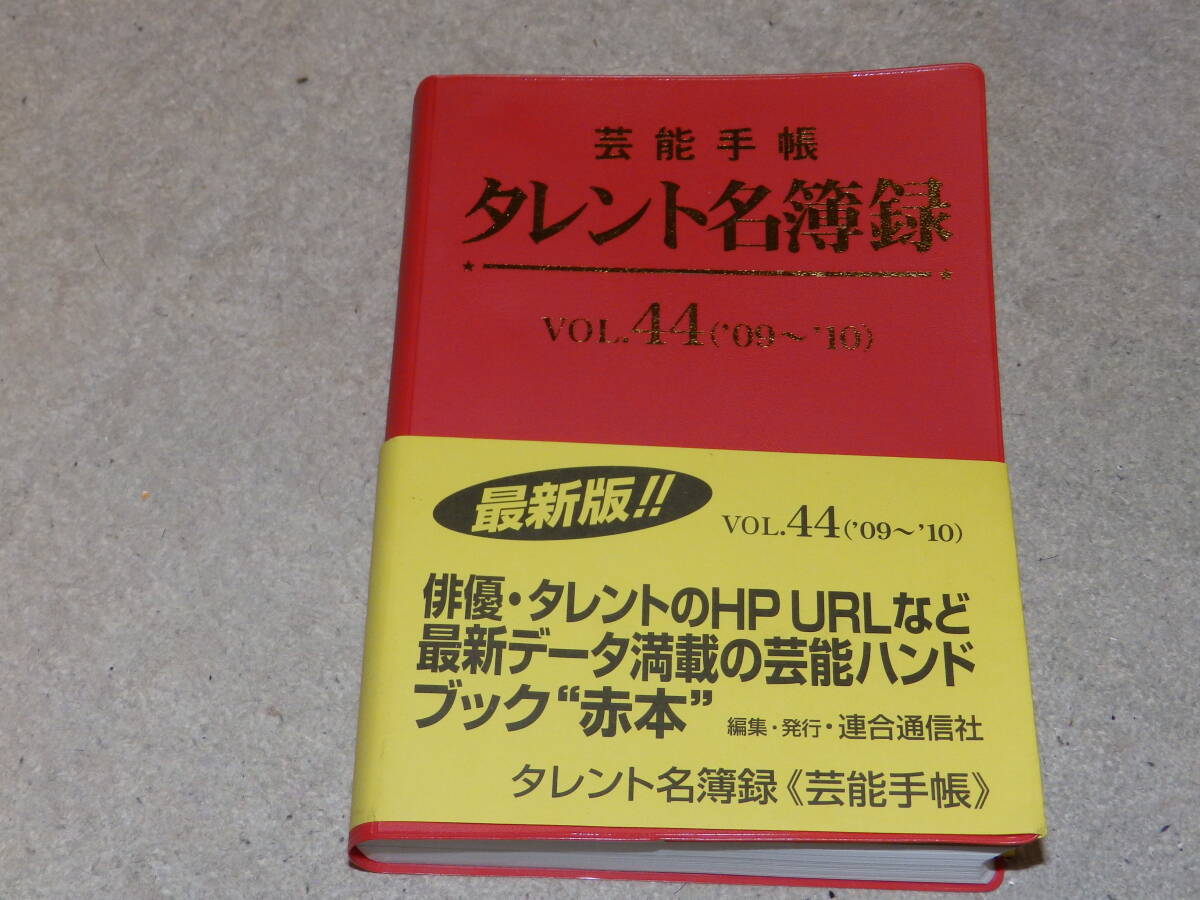 芸能手帳
タレント名簿録
VOL.44('09〜'10)
最新版!!
VOL.44('09〜'10)
俳優・タレントのHP URLなど
最新データ満載の芸能ハンド
ブック“赤本”
編集・発行・連合通信社
タレント名簿録《芸能手帳》